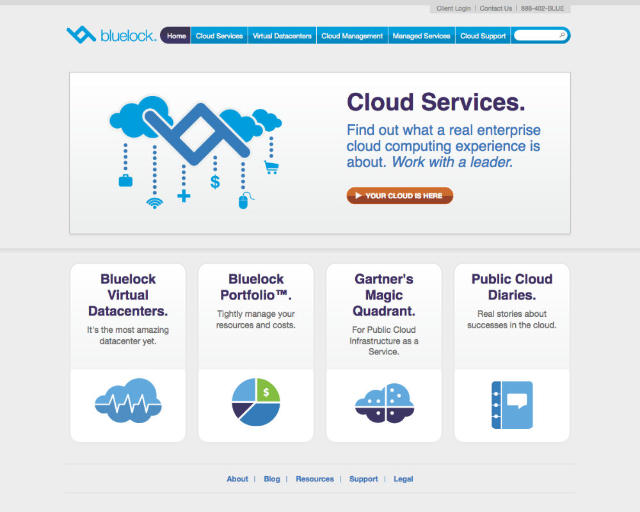 Client Login | Contact Us | 888-402-BLUE
bluelock.
Home
Cloud Services
Virtual Datacenters
Cloud Management
Managed Services
Cloud Support
Cloud Services.
Find out what a real enterprise
cloud computing experience is
about. Work with a leader.
YOUR CLOUD IS HERE
$
Bluelock
Virtual
Datacenters.
It's the most amazing
datacenter yet.
Bluelock
Portfolio™.
Tightly manage your
resources and costs.
$
Gartner's
Magic
Quadrant.
For Public Cloud
Infrastructure as a
Service.
Public Cloud
Diaries.
Real stories about
successes in the cloud.
About | Blog | Resources | Support | Legal